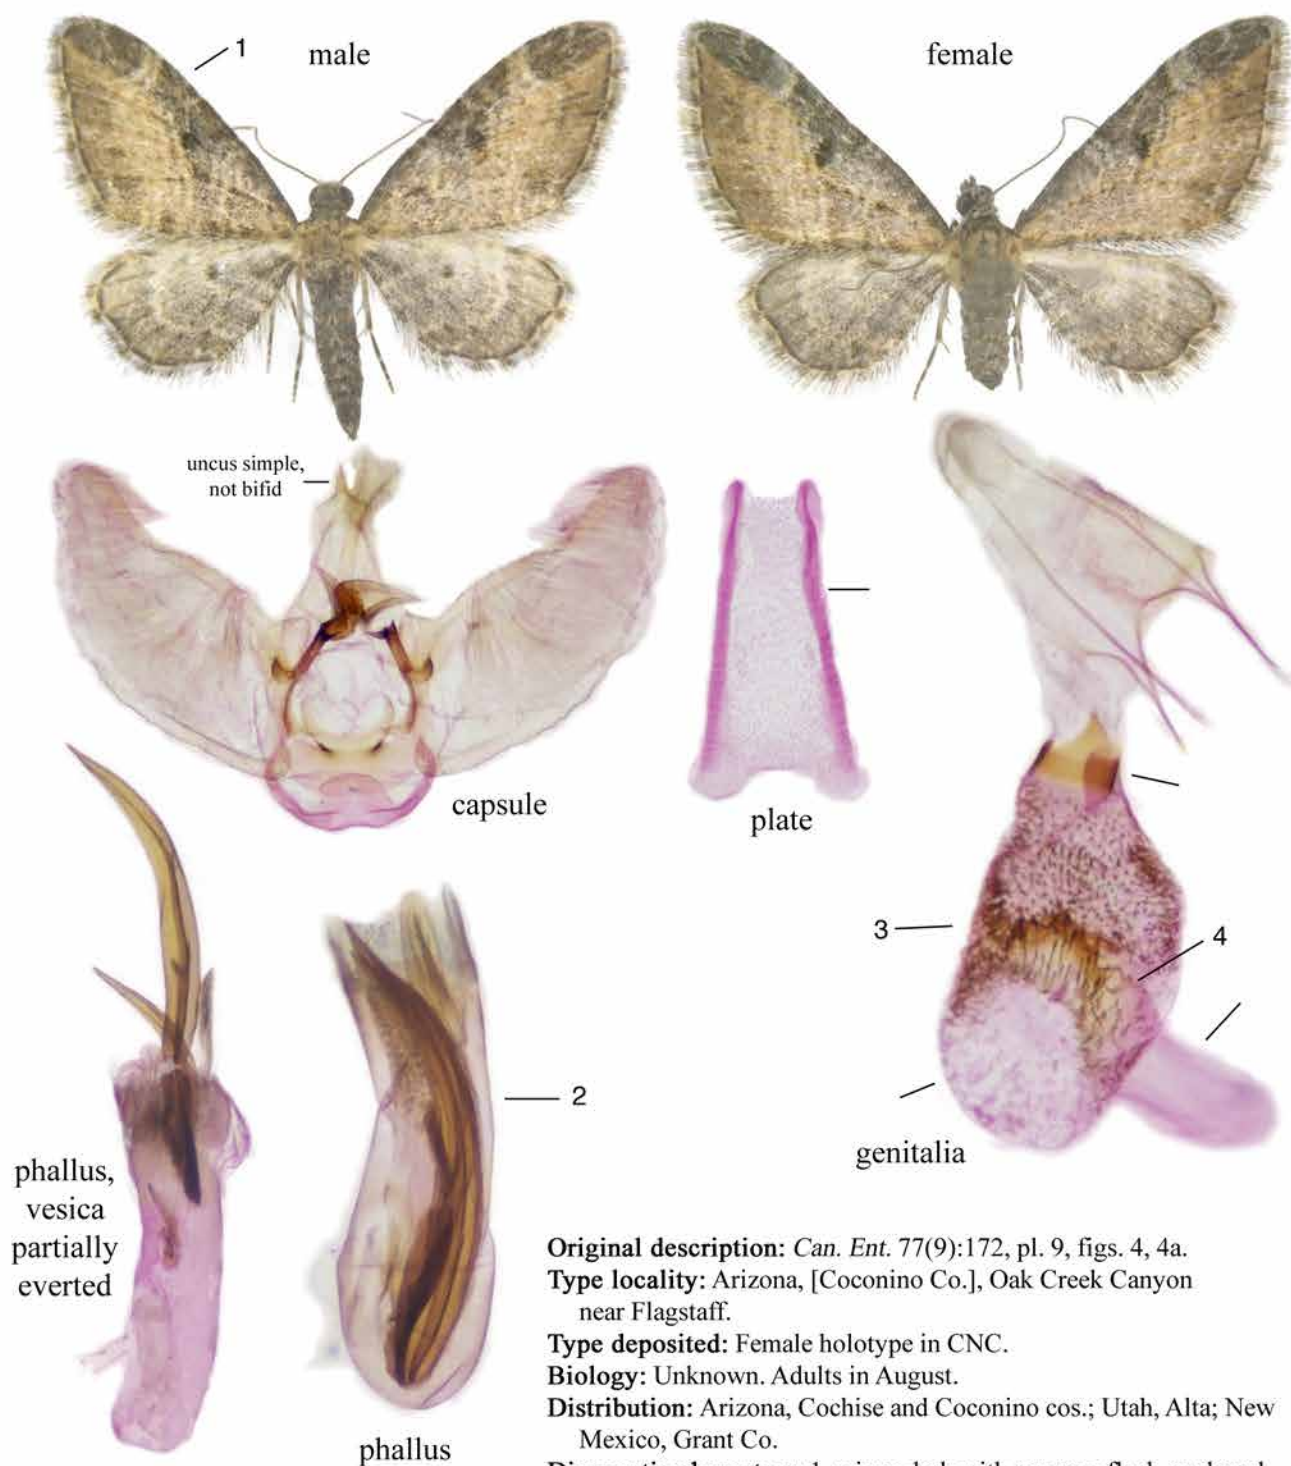 1
male
female
uncus simple,
not bifid
capsule
plate
3
4
2
genitalia
phallus,
vesica
partially
everted
phallus
Original description: Can. Ent. 77(9):172, pl. 9, figs. 4, 4a.
Type locality: Arizona, [Coconino Co.], Oak Creek Canyon
near Flagstaff.
Type deposited: Female holotype in CNC.
Biology: Unknown. Adults in August.
Distribution: Arizona, Cochise and Coconino cos.; Utah, Alta; New
Mexico, Grant Co.